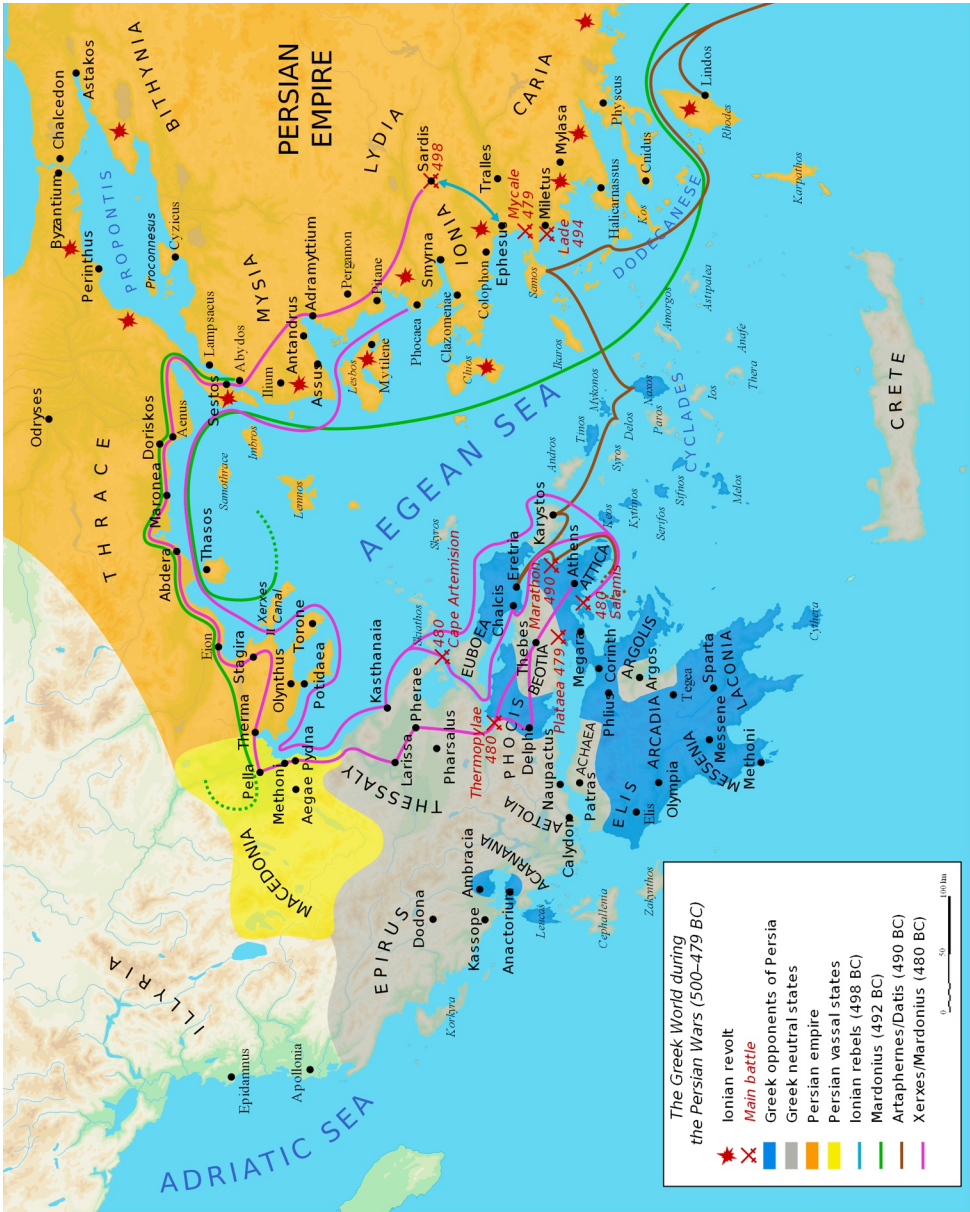 The Greek World during
the Persian Wars (500–479 BC)
Ionian revolt
Main battle
Greek opponents of Persia
Greek neutral states
Persian empire
Persian vassal states
Ionian rebels (498 BC)
Mardonius (492 BC)
Artaphernes/Datis (490 BC)
Xerxes/Mardonius (480 BC)
0
50
100 km
ADRIATIC SEA
ILLYRIA
Epidamnus
Apollonia
MACEDONIA
EPIRUS
Korkyra
Dodona
Kassope
Ambracia
Anactorium
Leucas
ACARNANIA
Cephallenia
Zakynthos
AETOLIA
Calydon
Naupactus
Patras
ACHAEA
ELIS
Elis
Olympia
ARCADIA
MESSENIA
Messene
Methoni
Sparta
LACONIA
Tegea
Argos
ARGOLIS
Phlius
Corinth
Megara
Cythera
THRACE
Odryses
Pella
Therma
Methon
Aegae
Pydna
Stagira
Olynthus
Potidaea
Torone
Xerxes
Canal
Eion
Abdera
Maronea
Doriskos
Aenus
Thasos
Samothrace
Imbros
Lemnos
THESSALY
Larissa
Pherae
Pharsalus
Kasthanaia
Skiathos
Skyros
480
Cape Artemision
Thermopylae
480
PHOCIS
Delphi
BEOTIA
Thebes
Plataea 479
EUBOEA
Chalcis
Eretria
Karystos
Marathon
490
Athens
ATTICA
480
Salamis
AEGEAN SEA
Andros
Tinos
Mykonos
Delos
Syros
Keos
Kythnos
Serifos
Sifnos
Melos
Paros
Naxos
CYCLADES
Ios
Thera
Anafe
Amorgos
Astipalea
Ikaros
Samos
DODECANESE
Kos
CRETE
Karpathos
Rhodes
Lindos
PERSIAN
EMPIRE
Byzantium
Chalcedon
Astakos
BITHYNIA
Perinthus
PROPONTIS
Proconnesus
Cyzicus
Lampsacus
Sestos
Abydos
MYSIA
Ilium
Antandrus
Adramyttium
Assus
Lesbos
Mytilene
Pergamon
Pitane
LYDIA
Sardis
498
Phocaea
Smyrna
IONIA
Clazomenae
Chios
Colophon
Ephesus
Tralles
Mycale
479
Miletus
Lade
494
Mylasa
CARIA
Halicarnassus
Cnidus
Physcus